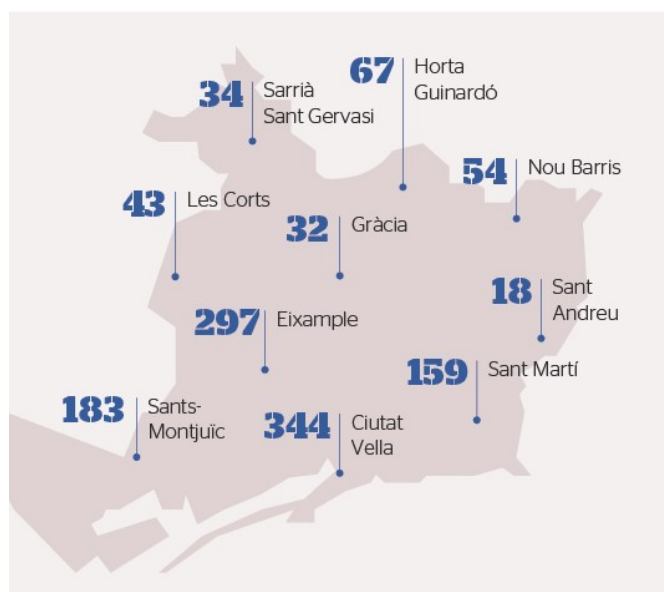 67 Horta
Guinardó
34 Sarrià
Sant Gervasi
54 Nou Barris
43 Les Corts
32 Gràcia
18 Sant
Andreu
297 Eixample
159 Sant Martí
183 Sants-
Montjuïc
344 Ciutat
Vella